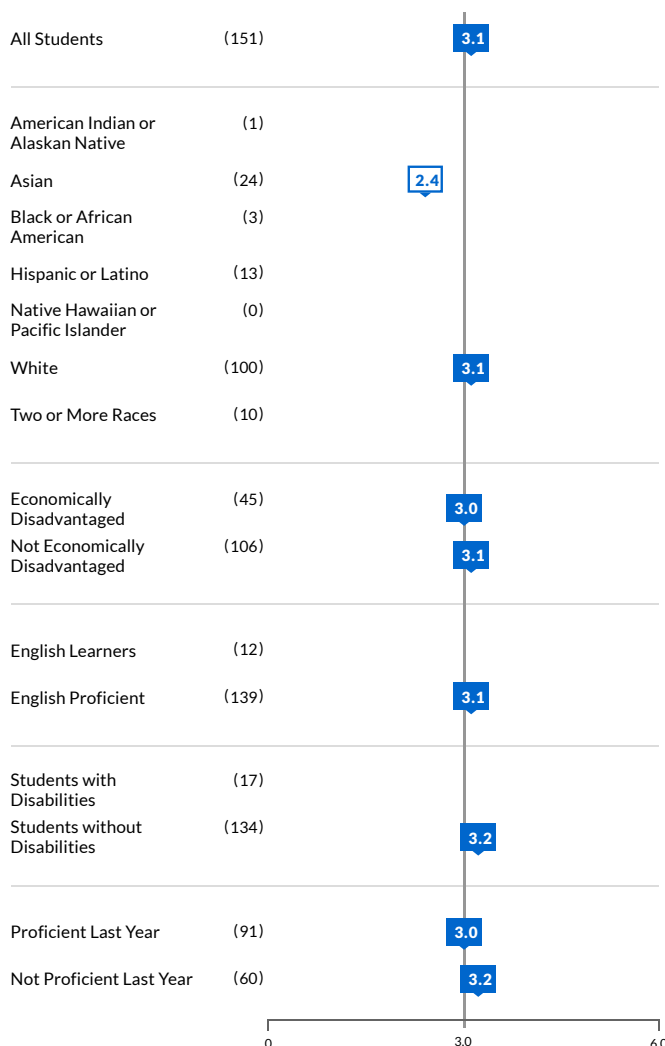 All Students (151) 3.1
American Indian or (1)
Alaskan Native
Asian (24) 2.4
Black or African (3)
American
Hispanic or Latino (13)
Native Hawaiian or (0)
Pacific Islander
White (100) 3.1
Two or More Races (10)
Economically (45) 3.0
Disadvantaged
Not Economically (106) 3.1
Disadvantaged
English Learners (12)
English Proficient (139) 3.1
Students with (17)
Disabilities
Students without (134) 3.2
Disabilities
Proficient Last Year (91) 3.0
Not Proficient Last Year (60) 3.2
0 3.0 6.0